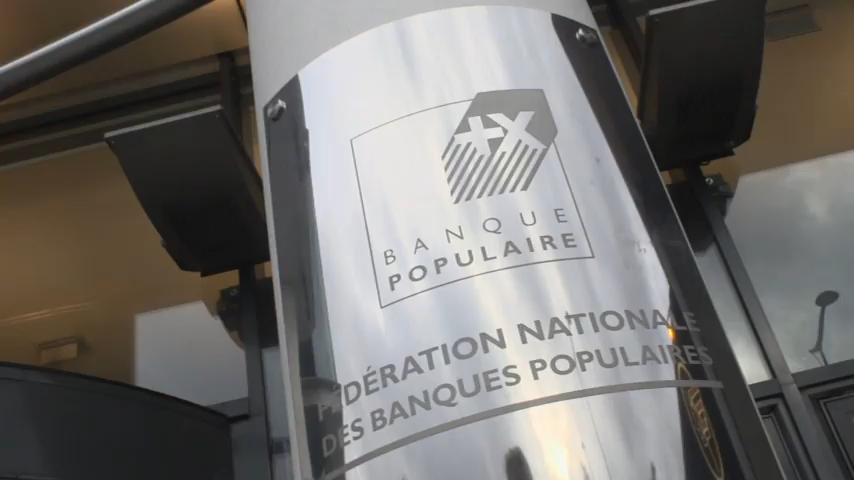 BANQUE
POPULAIRE
FÉDÉRATION NATIONALE
DES BANQUES POPULAIRES